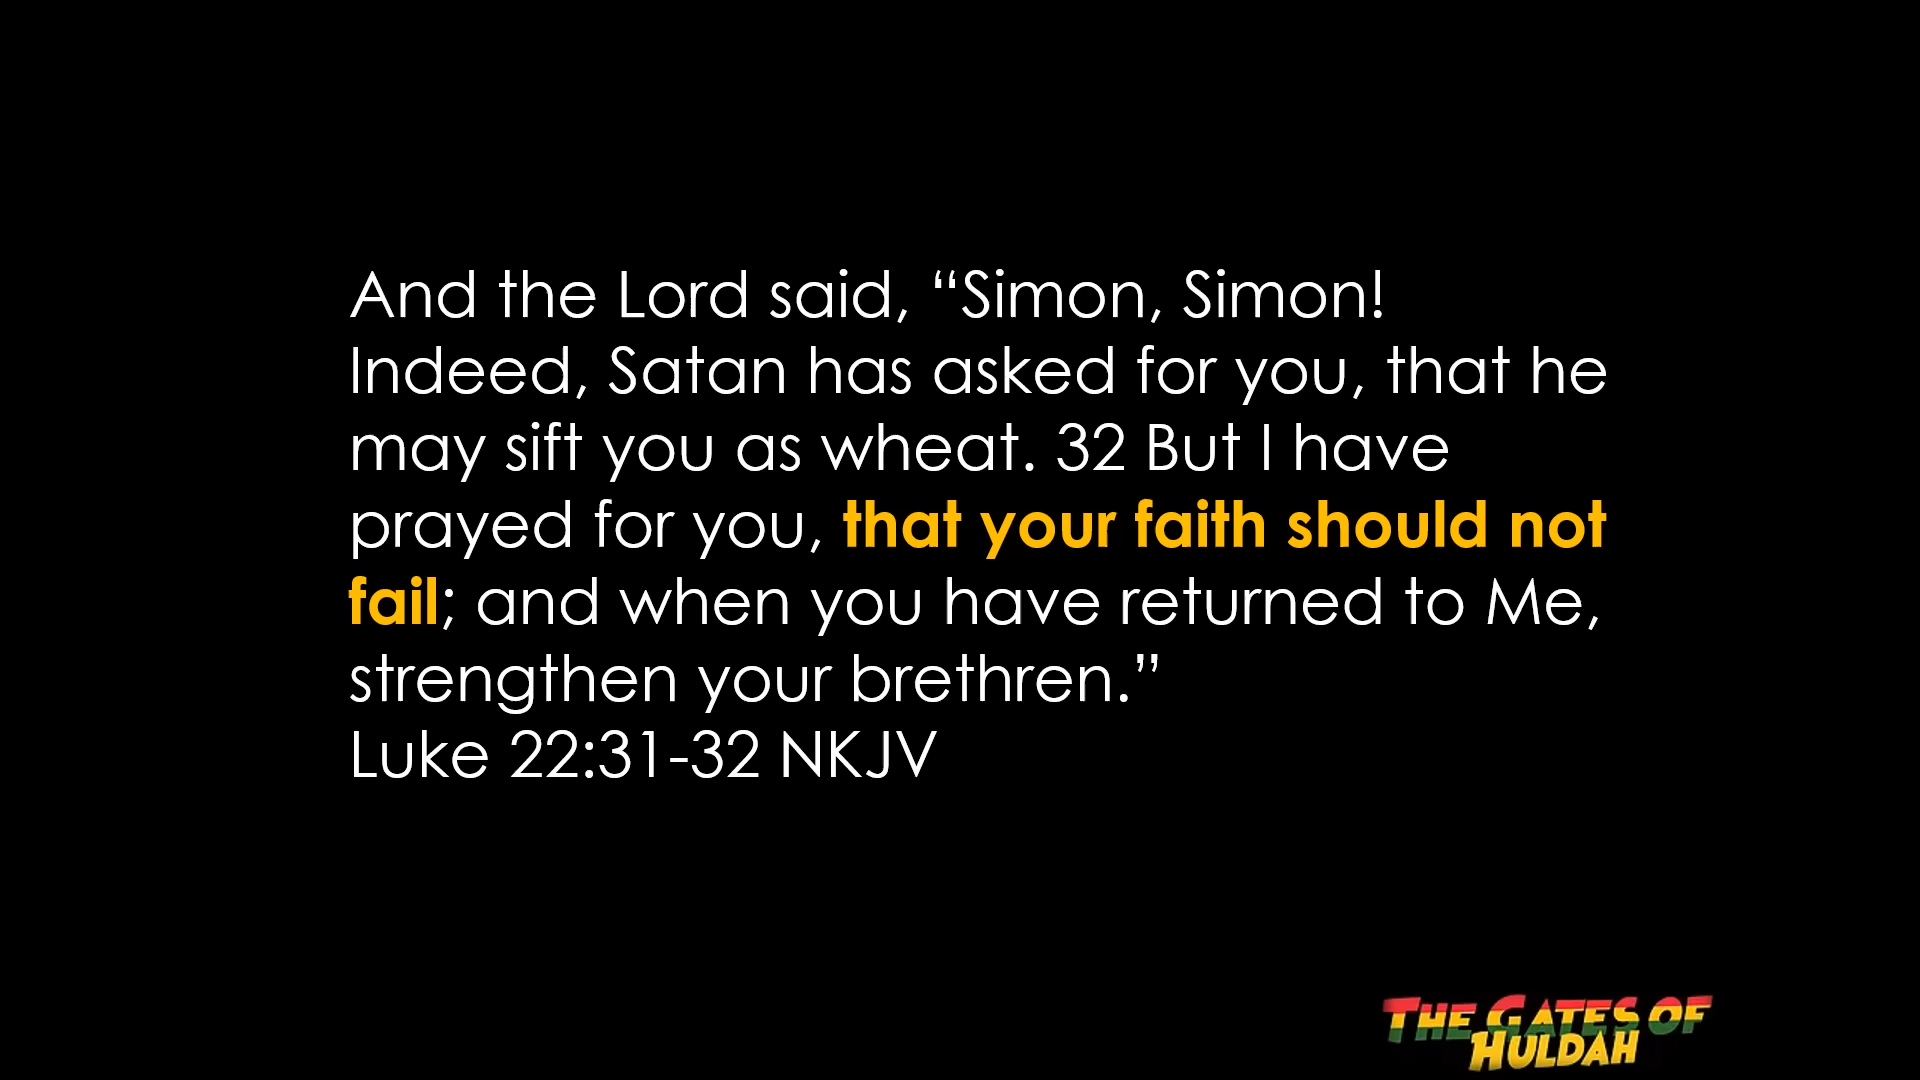 And the Lord said, “Simon, Simon!
Indeed, Satan has asked for you, that he
may sift you as wheat. 32 But I have
prayed for you, that your faith should not
fail; and when you have returned to Me,
strengthen your brethren.”
Luke 22:31-32 NKJV
THE GATES OF
HULDAH